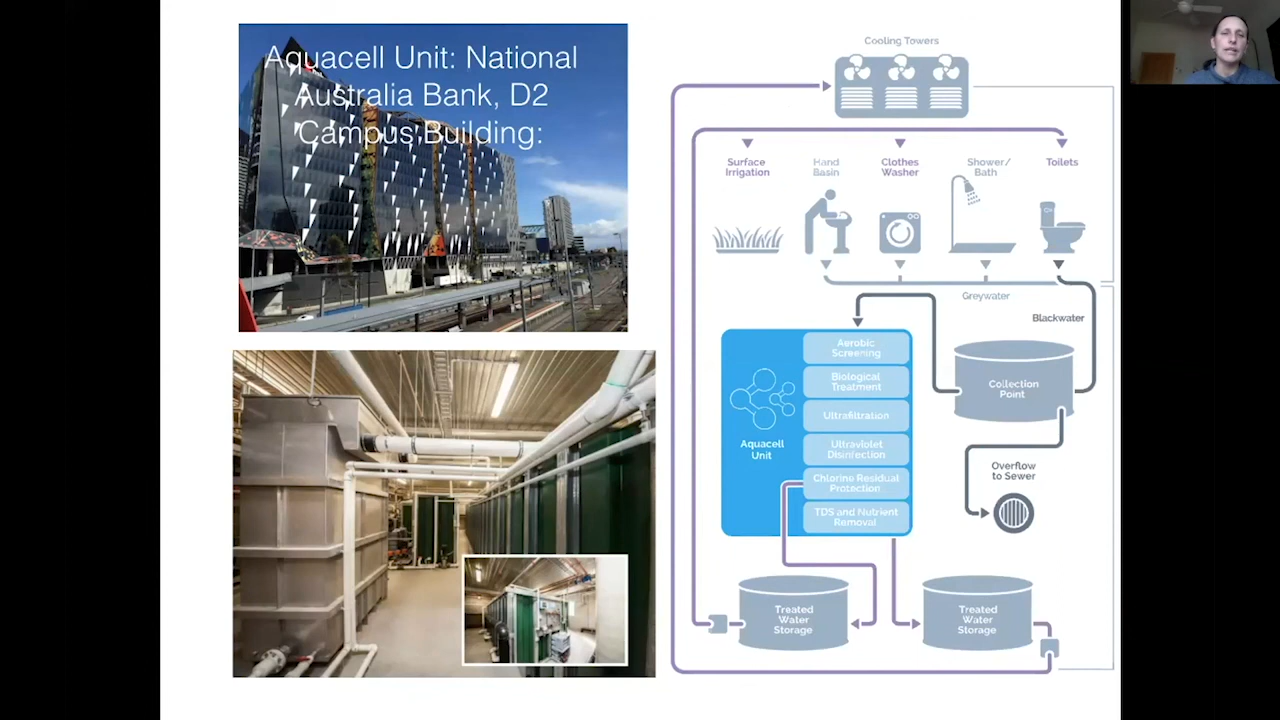 Aquacell Unit: National
Australia Bank, D2
Campus Building:
Cooling Towers
Surface
Irrigation
Hand
Basin
Clothes
Washer
Shower/
Bath
Toilets
Greywater
Blackwater
Collection
Point
Aquacell
Unit
Aerobic
Screening
Biological
Treatment
Ultrafiltration
Ultraviolet
Disinfection
Chlorine Residual
Protection
TDS and Nutrient
Removal
Overflow
to Sewer
Treated
Water
Storage
Treated
Water
Storage